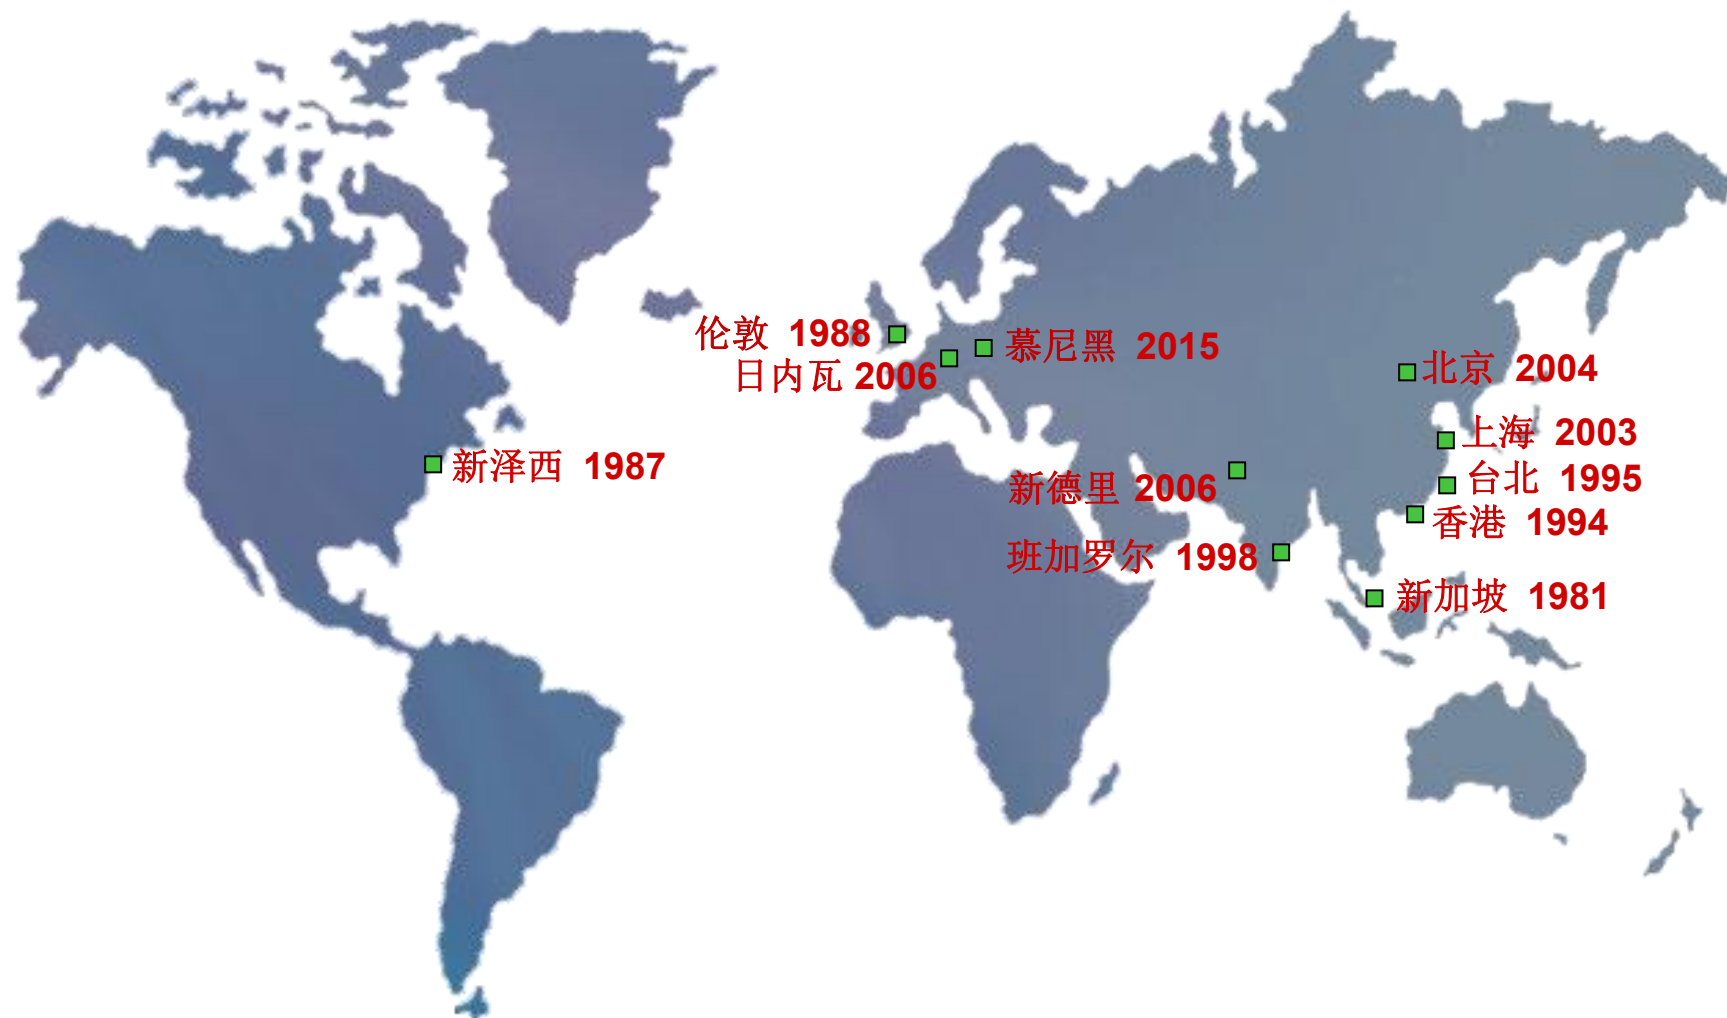 伦敦 1988
慕尼黑 2015
日内瓦 2006
北京 2004
上海 2003
新泽西 1987
台北 1995
新德里 2006
香港 1994
班加罗尔 1998
新加坡 1981